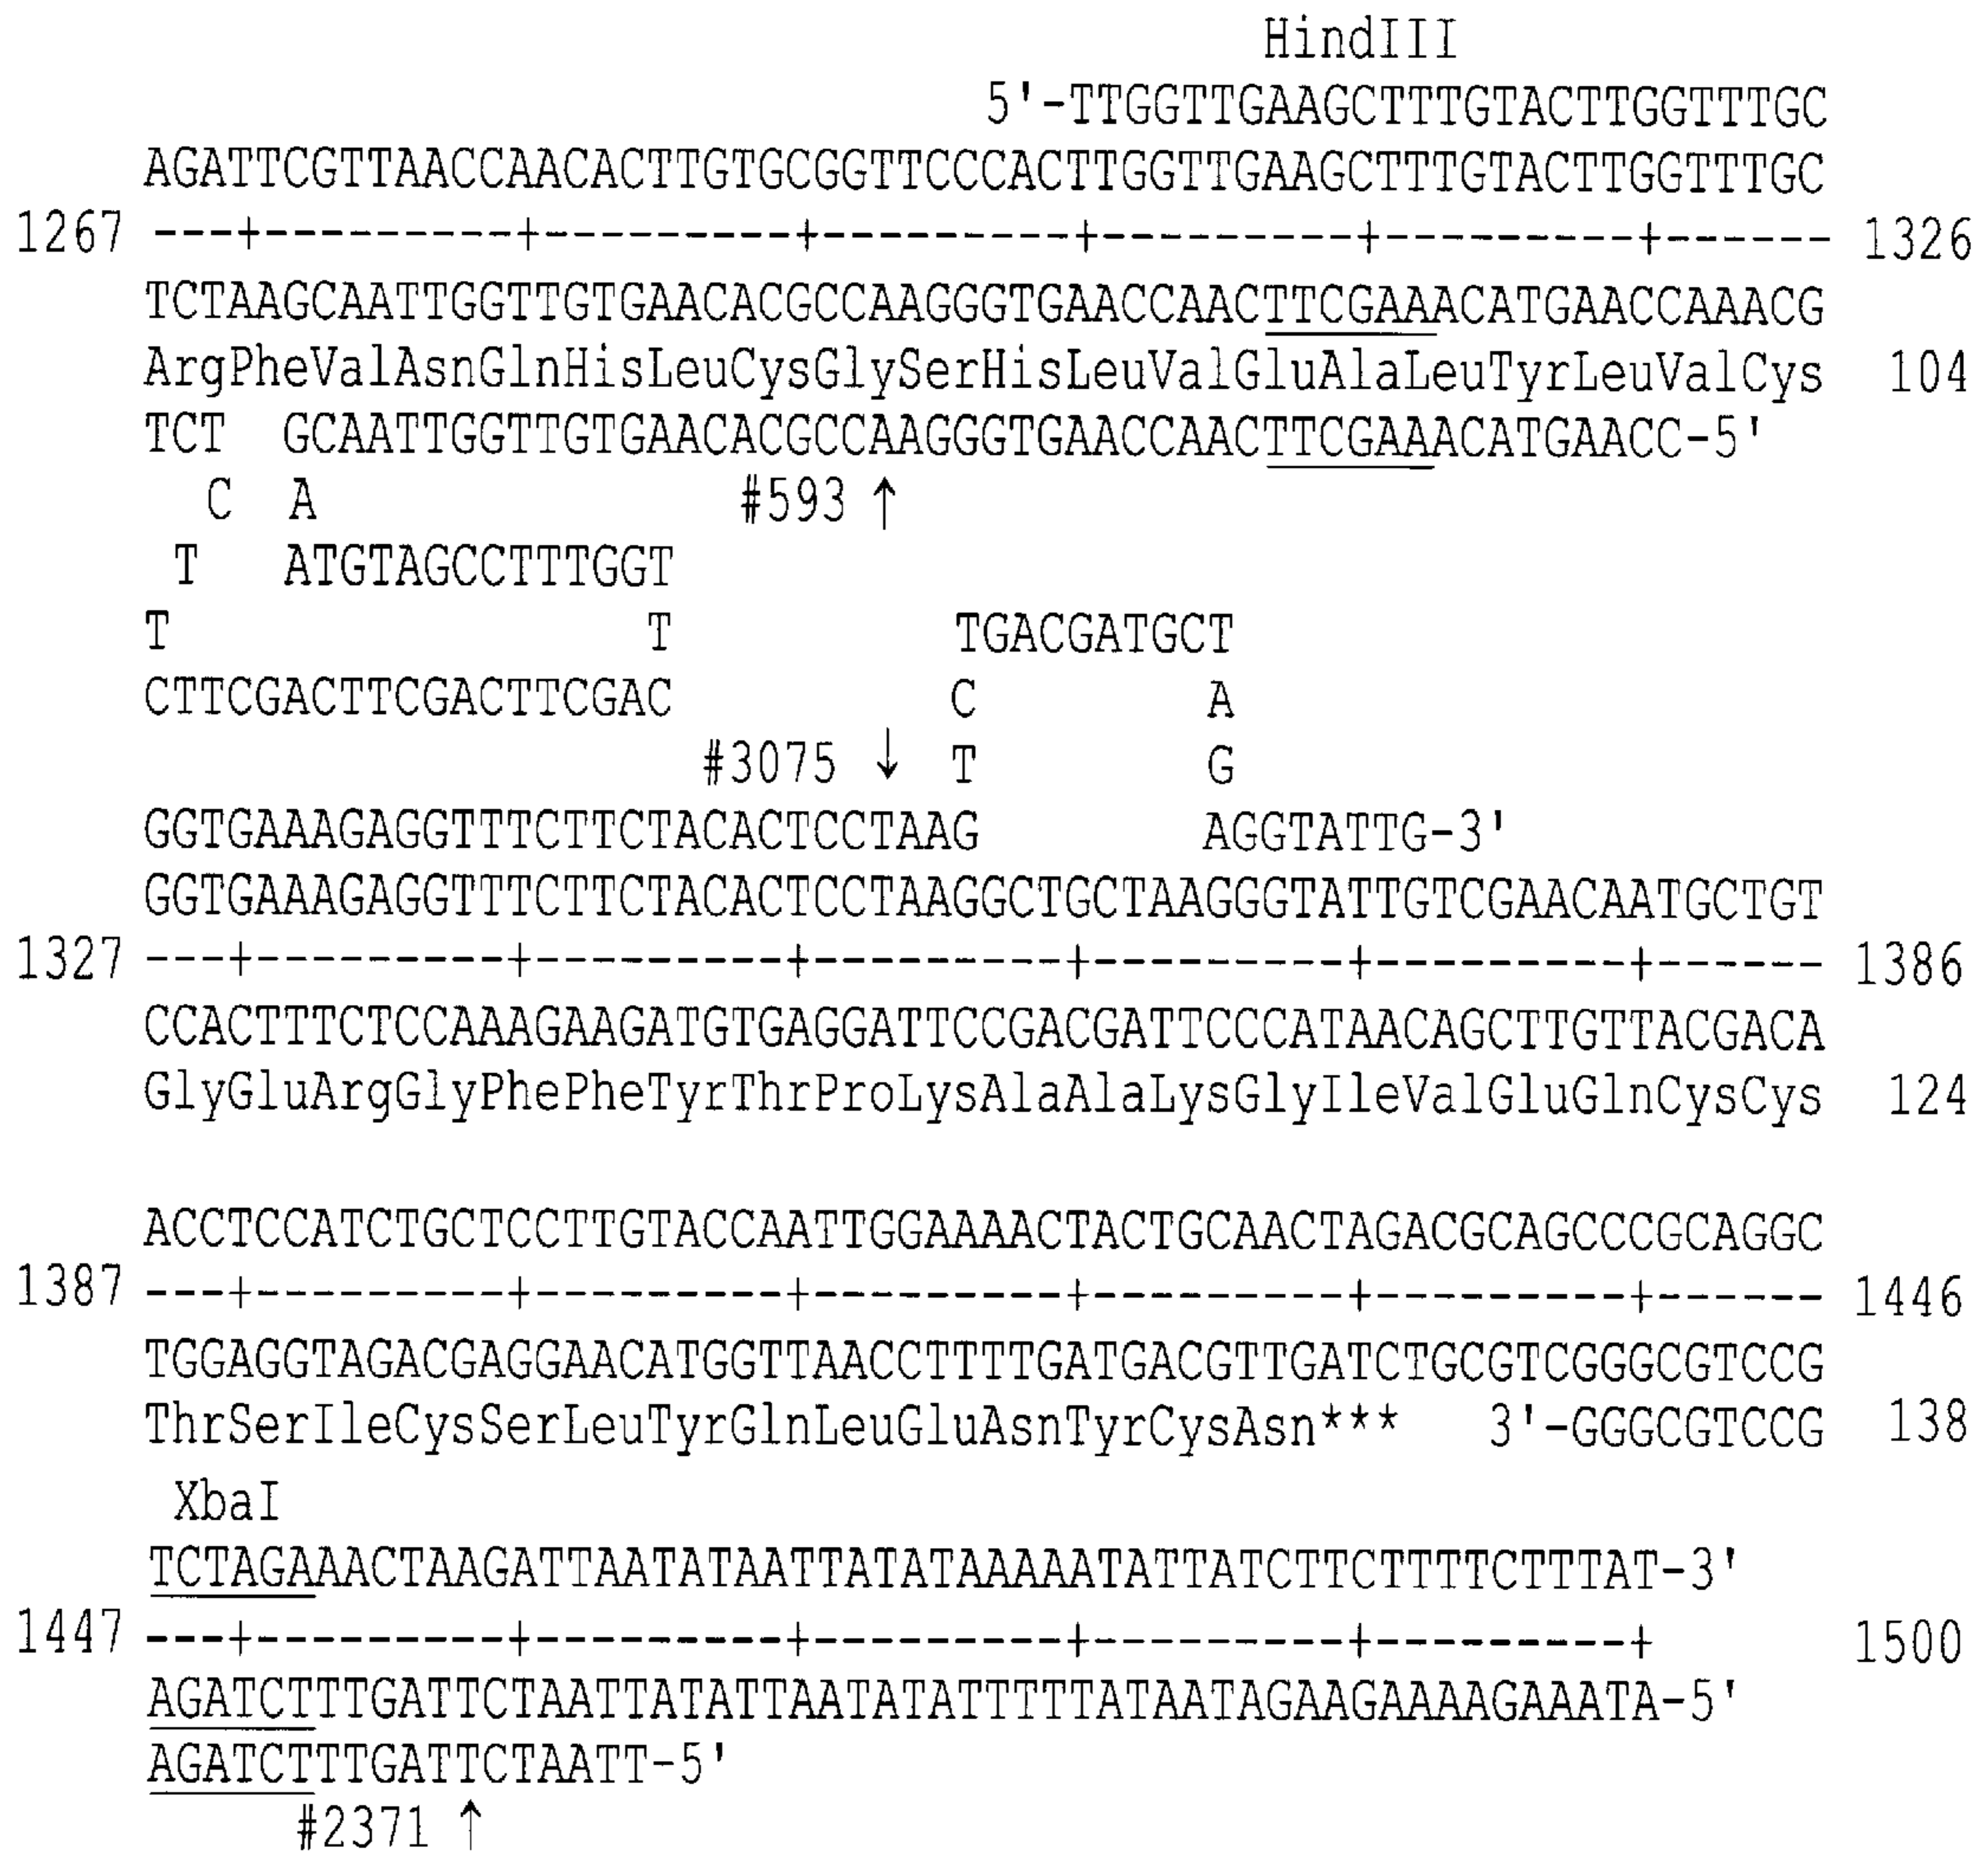 HindIII
5'-TTGGTTGAAGCTTTGTACTTGGTTTGC
AGATTCGTTAACCAACACTTGTGCGGTTCCCACTTGGTTGAAGCTTTGTACTTGGTTTGC
1267 ---+---------+---------+---------+---------+---------+------ 1326
TCTAAGCAATTGGTTGTGAACACGCCAAGGGTGAACCAACTTCGAAACATGAACCAAACG
ArgPheValAsnGlnHisLeuCysGlySerHisLeuValGluAlaLeuTyrLeuValCys 104
TCT GCAATTGGTTGTGAACACGCCAAGGGTGAACCAACTTCGAAACATGAACC-5'
C A #593 ↑
T ATGTAGCCTTTGGT
T T TGACGATGCT
CTTCGACTTCGACTTCGAC C A
#3075 ↓ T G
GGTGAAAGAGGTTTCTTCTACACTCCTAAG AGGTATTG-3'
GGTGAAAGAGGTTTCTTCTACACTCCTAAGGCTGCTAAGGGTATTGTCGAACAATGCTGT
1327 ---+---------+---------+---------+---------+---------+------ 1386
CCACTTTCTCCAAAGAAGATGTGAGGATTCCGACGATTCCCATAACAGCTTGTTACGACA
GlyGluArgGlyPhePheTyrThrProLysAlaAlaLysGlyIleValGluGlnCysCys 124
ACCTCCATCTGCTCCTTGTACCAATTGGAAAACTACTGCAACTAGACGCAGCCCGCAGGC
1387 ---+---------+---------+---------+---------+---------+------ 1446
TGGAGGTAGACGAGGAACATGGTTAACCTTTTGATGACGTTGATCTGCGTCGGGCGTCCG
ThrSerIleCysSerLeuTyrGlnLeuGluAsnTyrCysAsn*** 3'-GGGCGTCCG 138
XbaI
TCTAGAAACTAAGATTAATATAATTATATAAAAATATTATCTTCTTTTCTTTAT-3'
1447 ---+---------+---------+---------+---------+---------+ 1500
AGATCTTTGATTCTAATTATATTAATATATTTTTATAATAGAAGAAAAGAAATA-5'
AGATCTTTGATTCTAATT-5'
#2371 ↑